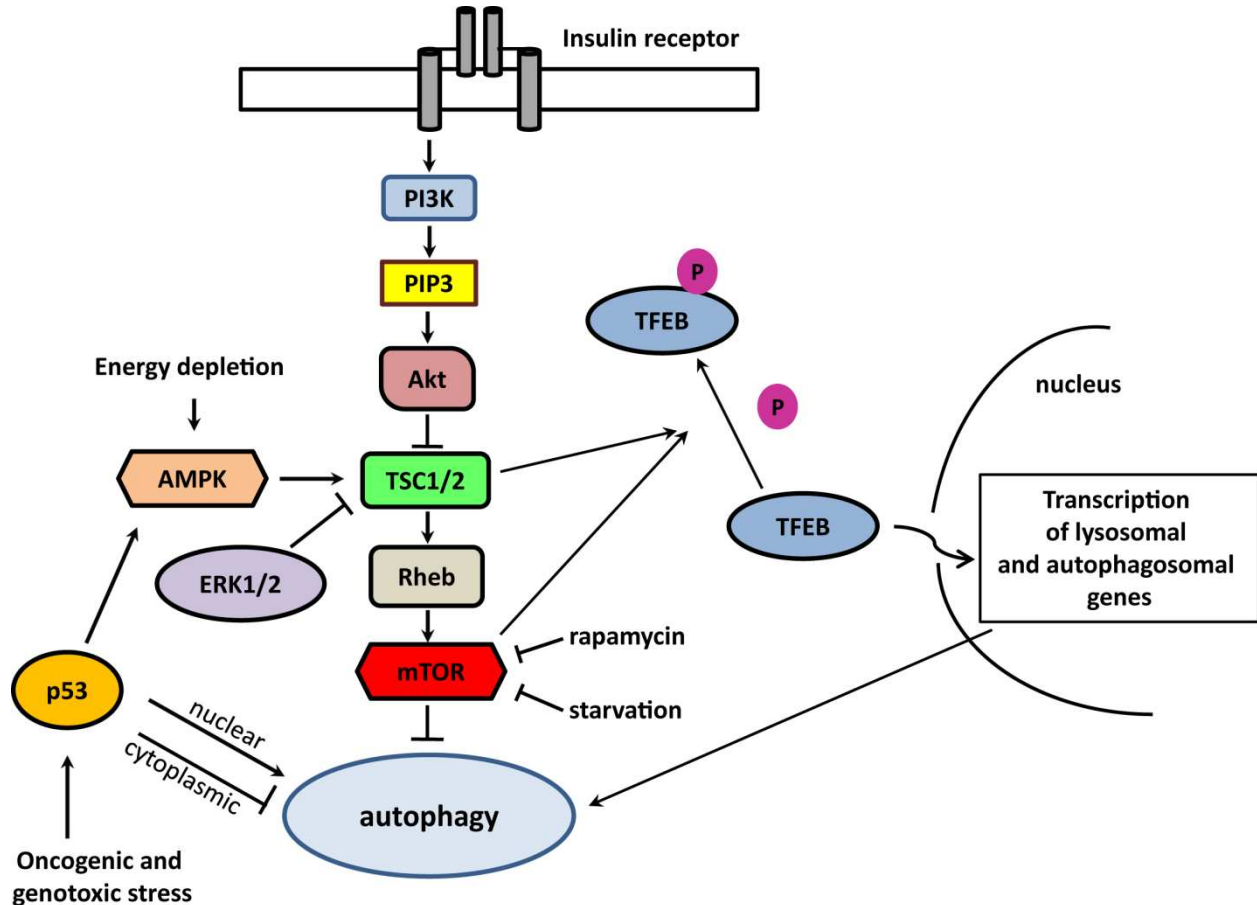 Insulin receptor
PI3K
PIP3
P
TFEB
Akt
Energy depletion
nucleus
P
AMPK
TSC1/2
TFEB
Transcription
of lysosomal
and autophagosomal
genes
ERK1/2
Rheb
rapamycin
mTOR
starvation
p53
nuclear
cytoplasmic
autophagy
Oncogenic and
genotoxic stress